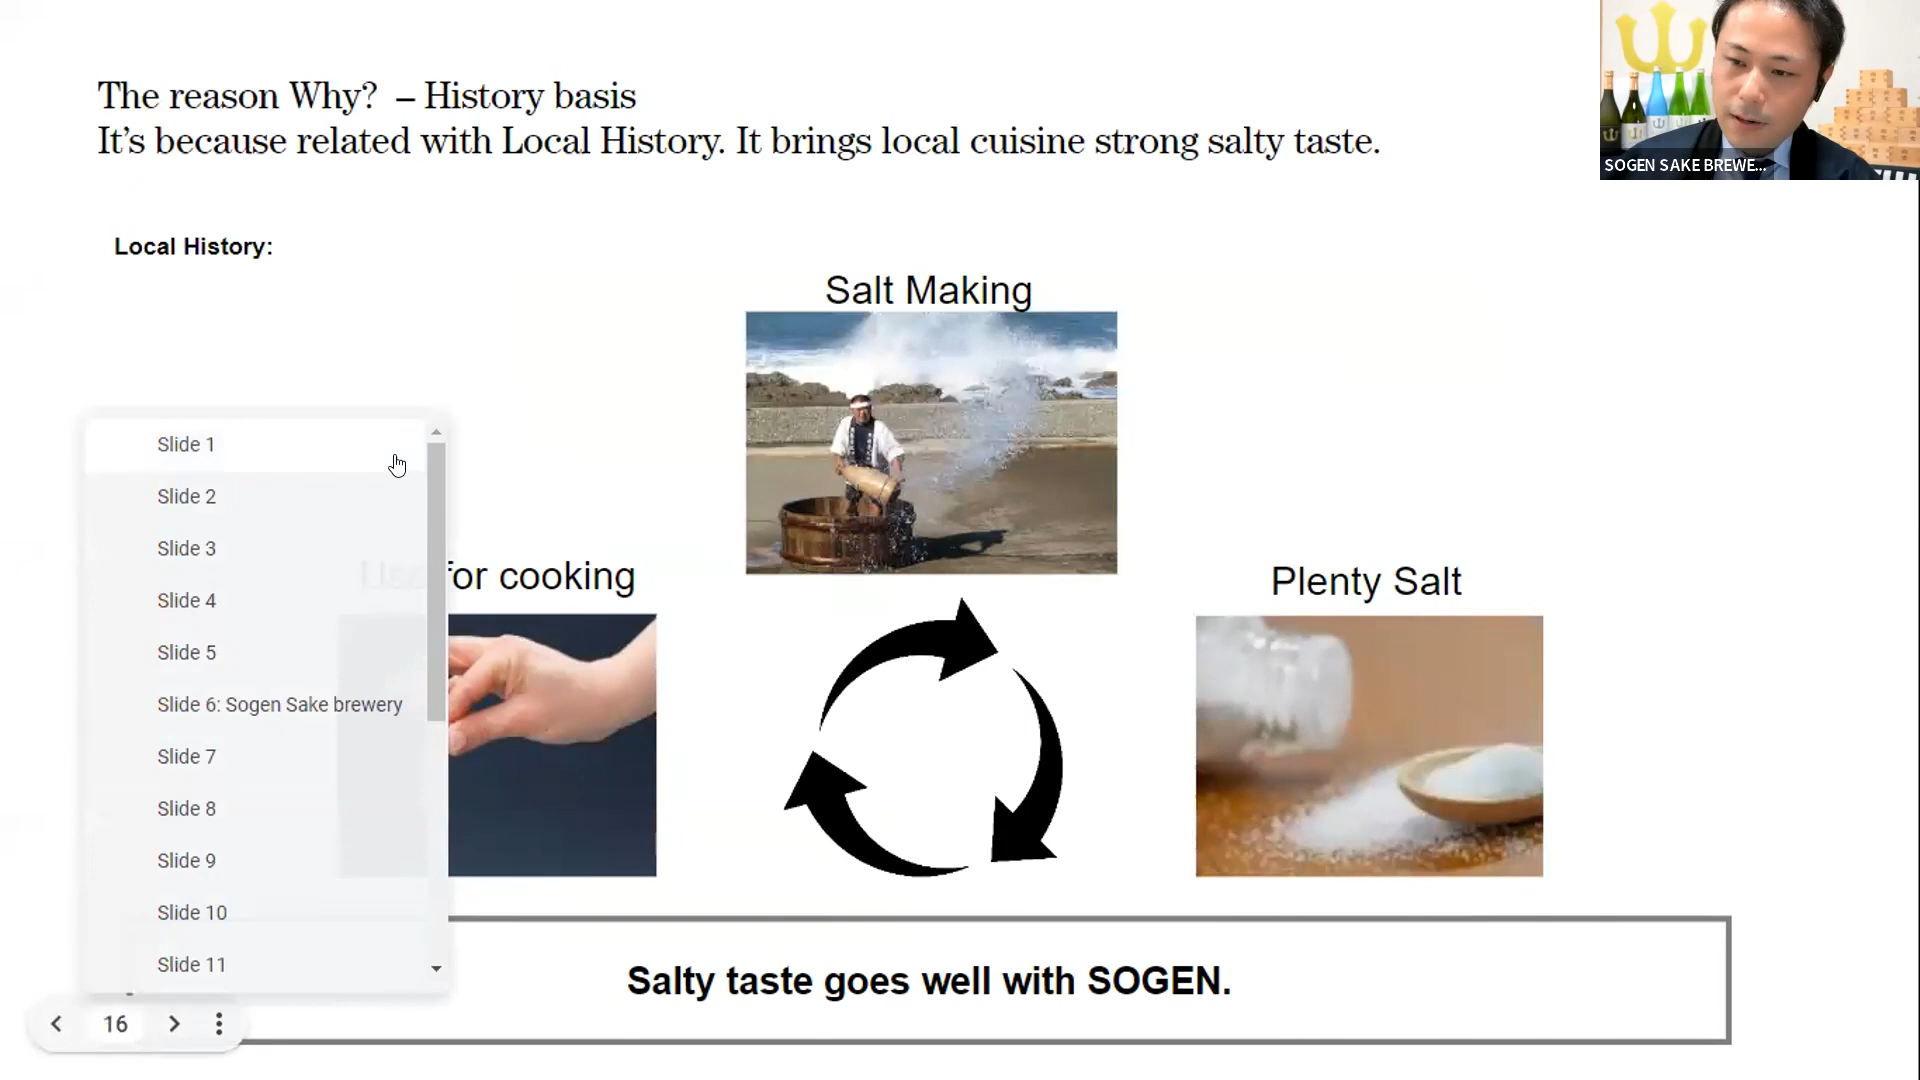 The reason Why? – History basis
It's because related with Local History. It brings local cuisine strong salty taste.
SOGEN SAKE BREWE...
Local History:
Salt Making
for cooking
Plenty Salt
Slide 1
Slide 2
Slide 3
Slide 4
Slide 5
Slide 6: Sogen Sake brewery
Slide 7
Slide 8
Slide 9
Slide 10
Slide 11
Salty taste goes well with SOGEN.
16